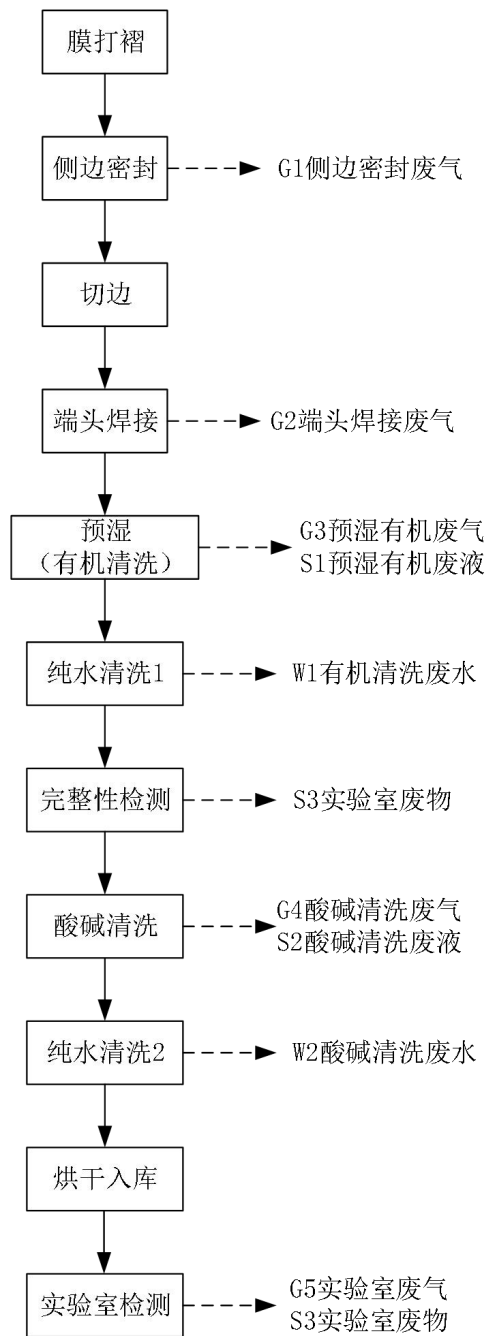 膜打褶
侧边密封
G1侧边密封废气
切边
端头焊接
G2端头焊接废气
预湿
（有机清洗）
G3预湿有机废气
S1预湿有机废液
纯水清洗1
W1有机清洗废水
完整性检测
S3实验室废物
酸碱清洗
G4酸碱清洗废气
S2酸碱清洗废液
纯水清洗2
W2酸碱清洗废水
烘干入库
实验室检测
G5实验室废气
S3实验室废物